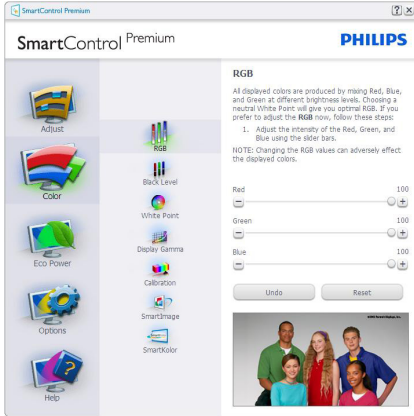 SmartControl Premium
SmartControl Premium
PHILIPS
Adjust
Color
Eco Power
Options
Help
RGB
Black Level
White Point
Display Gamma
Calibration
SmartImage
SmartKolor
RGB
All displayed colors are produced by mixing Red, Blue,
and Green at different brightness levels. Choosing a
neutral White Point will give you optimal RGB. If you
prefer to adjust the RGB now, follow these steps:
1. Adjust the intensity of the Red, Green, and
Blue using the slider bars.
NOTE: Changing the RGB values can adversely effect
the displayed colors.
Red 100
Green 100
Blue 100
Undo Reset